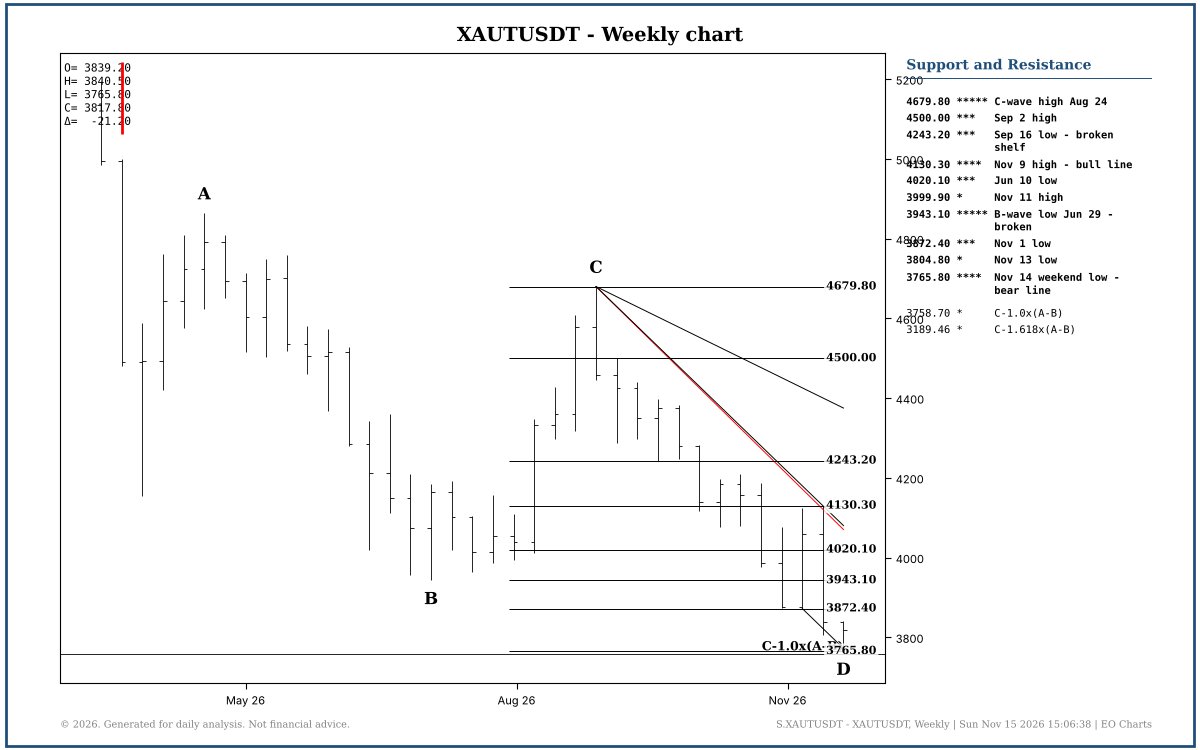 XAUTUSDT - Weekly chart
O= 3839.20
H= 3840.50
L= 3765.80
C= 3817.80
Δ= -21.20
A
B
C
D
4679.80
4500.00
4243.20
4130.30
4020.10
3943.10
3872.40
C-1.0x(A-B)
3765.80
5200
5000
4800
4600
4400
4200
4000
3800
May 26
Aug 26
Nov 26
Support and Resistance
4679.80 ***** C-wave high Aug 24
4500.00 *** Sep 2 high
4243.20 *** Sep 16 low - broken
shelf
4130.30 **** Nov 9 high - bull line
4020.10 *** Jun 10 low
3999.90 * Nov 11 high
3943.10 ***** B-wave low Jun 29 -
broken
3872.40 *** Nov 1 low
3804.80 * Nov 13 low
3765.80 **** Nov 14 weekend low -
bear line
3758.70 * C-1.0x(A-B)
3189.46 * C-1.618x(A-B)
© 2026. Generated for daily analysis. Not financial advice.
S.XAUTUSDT - XAUTUSDT, Weekly | Sun Nov 15 2026 15:06:38 | EO Charts